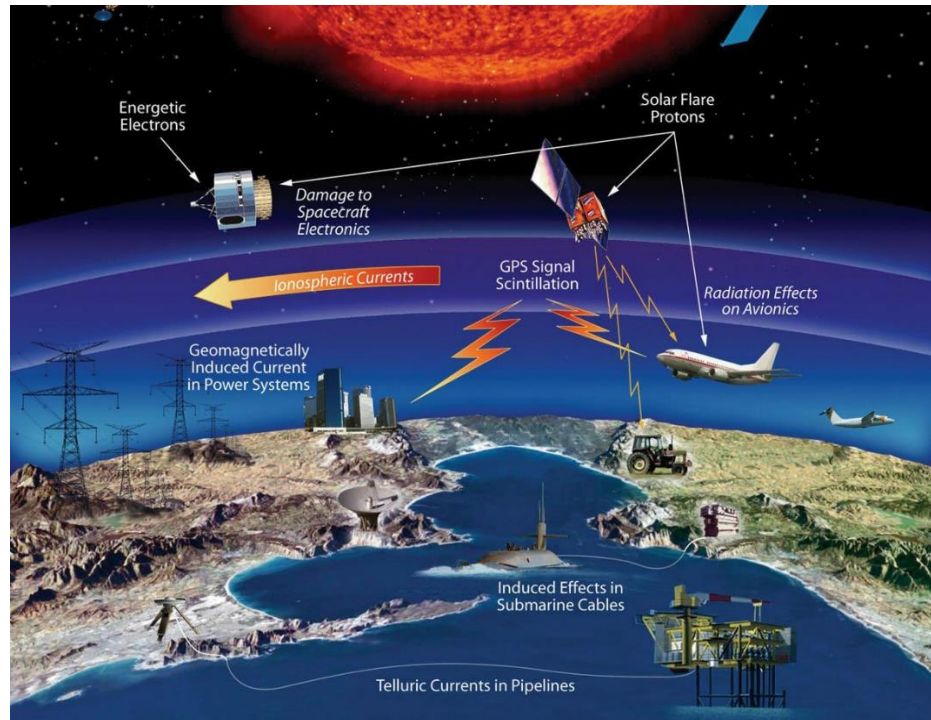 Energetic
Electrons
Solar Flare
Protons
Damage to
Spacecraft
Electronics
GPS Signal
Scintillation
Ionospheric Currents
Radiation Effects
on Avionics
Geomagnetically
Induced Current
in Power Systems
Induced Effects in
Submarine Cables
Telluric Currents in Pipelines